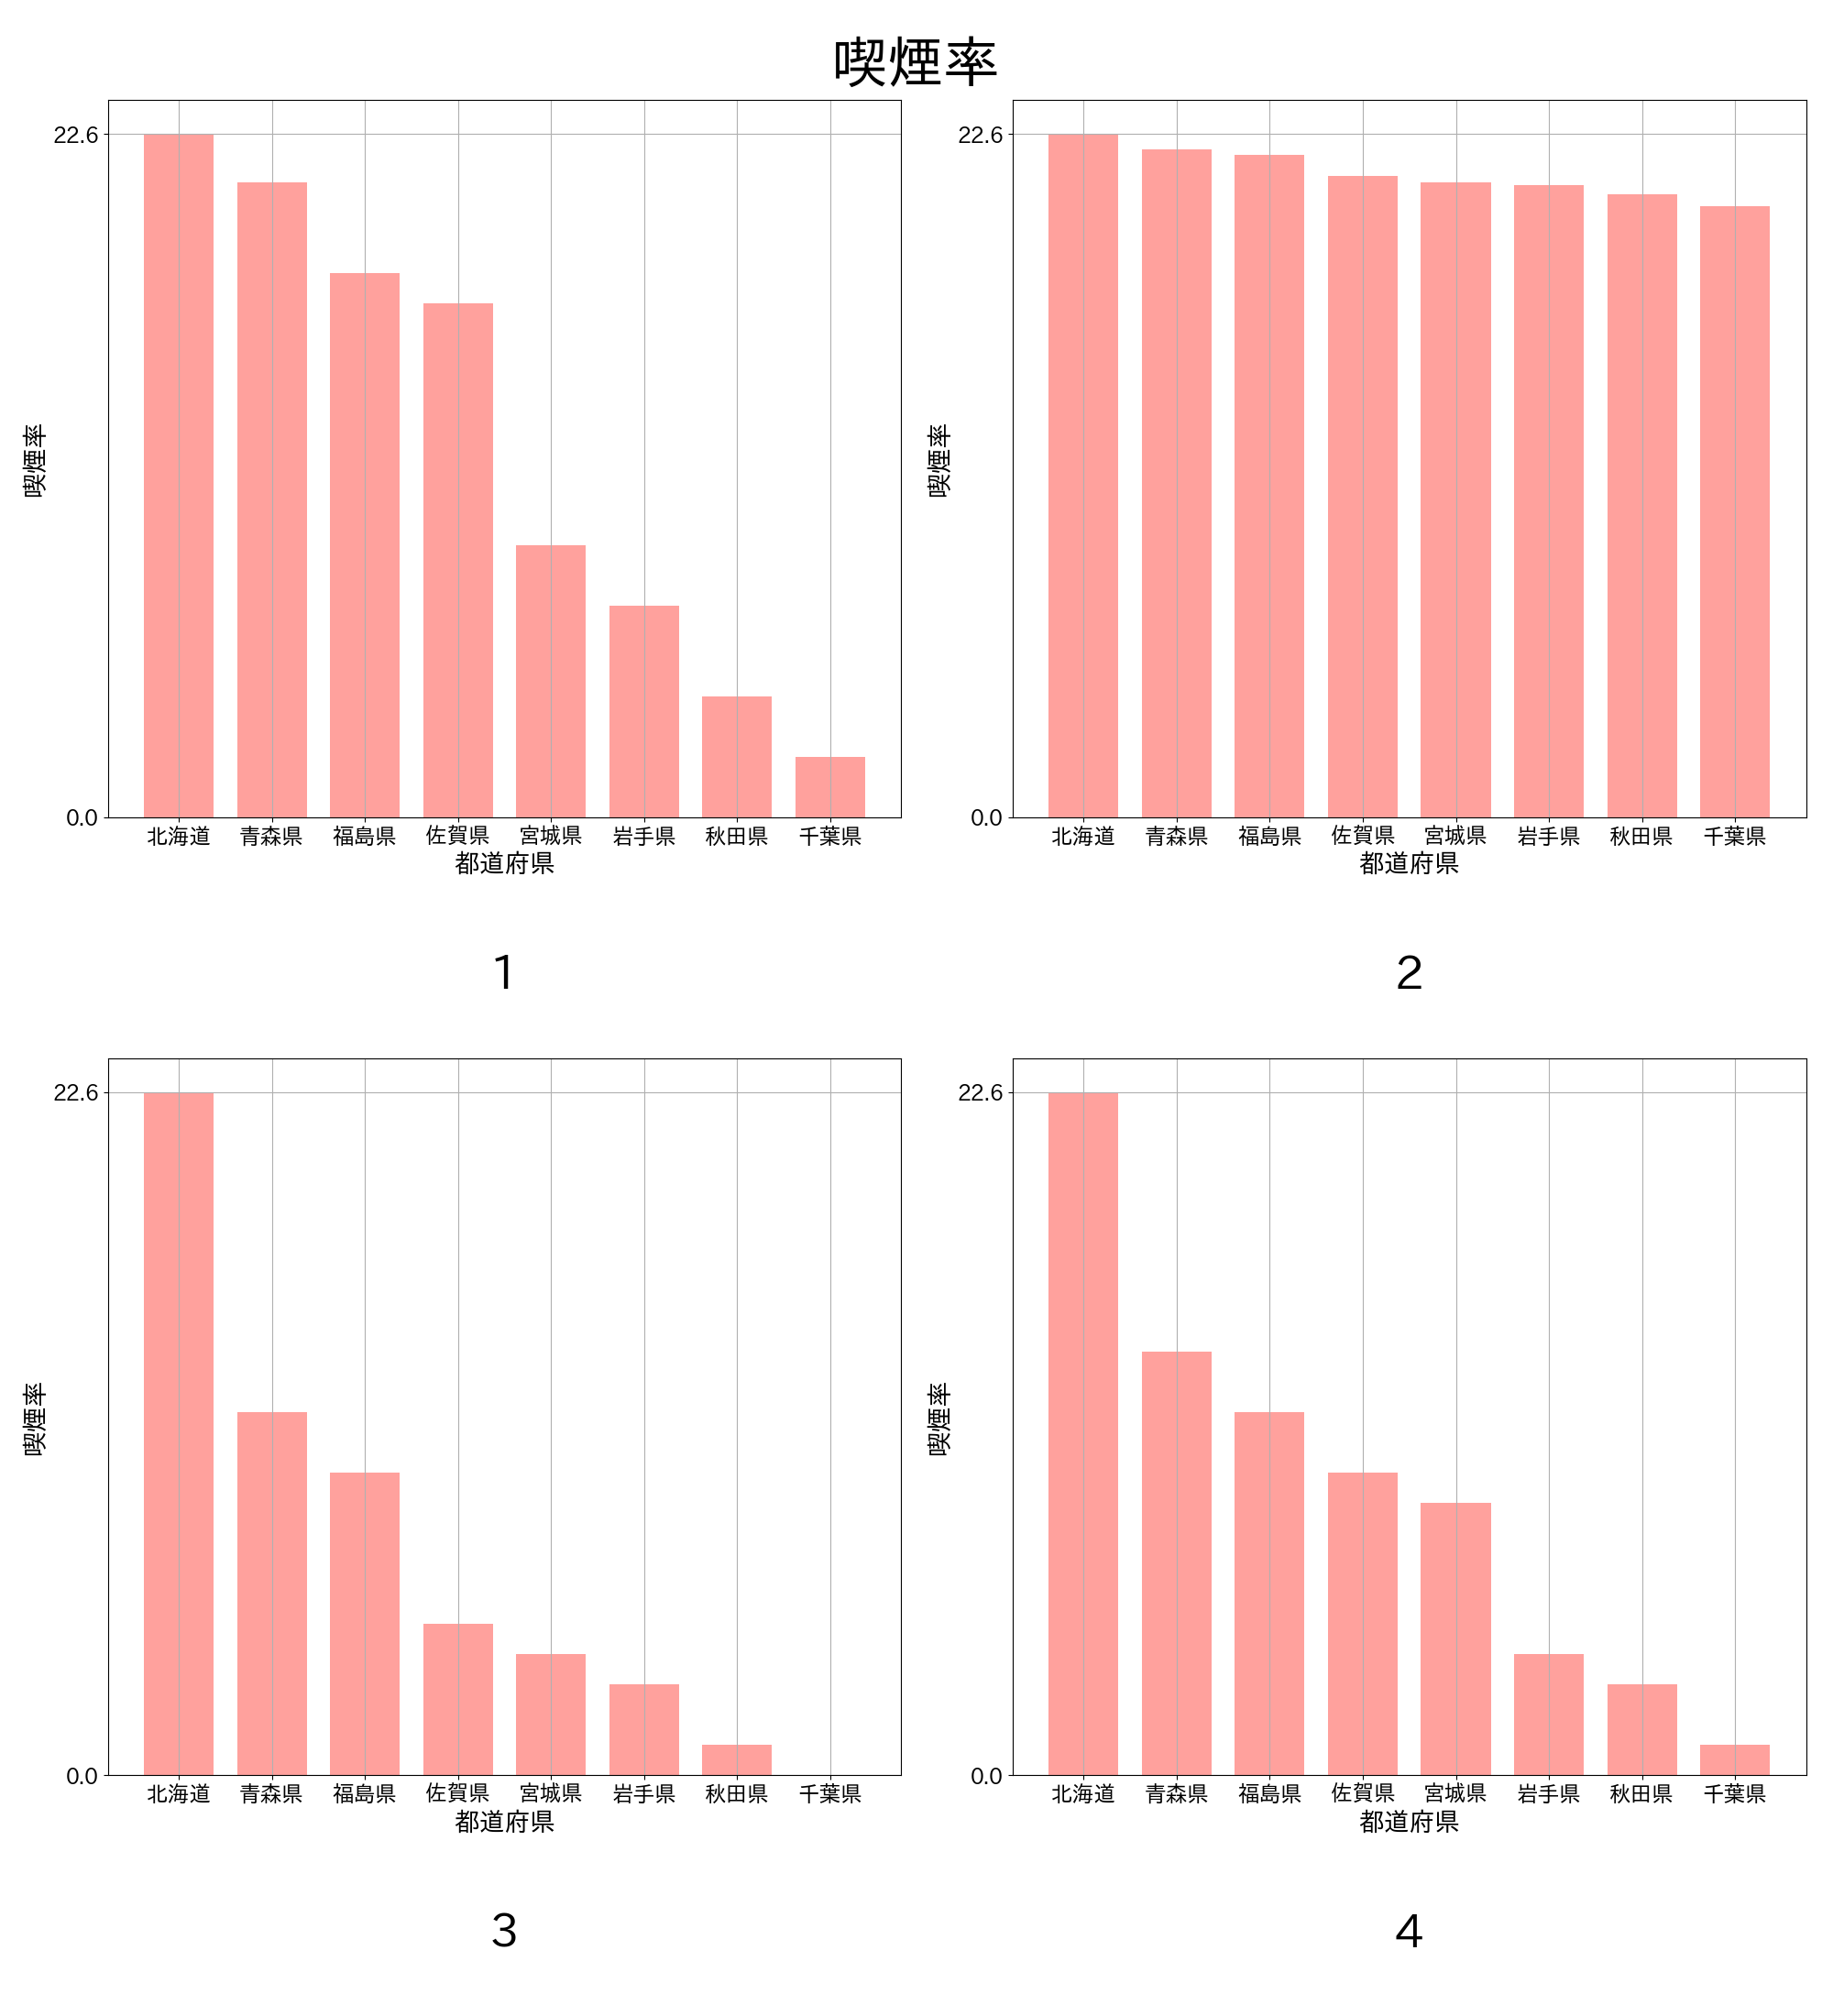 喫煙率
22.6
0.0
喫煙率
北海道 青森県 福島県 佐賀県 宮城県 岩手県 秋田県 千葉県
都道府県
1
22.6
0.0
喫煙率
北海道 青森県 福島県 佐賀県 宮城県 岩手県 秋田県 千葉県
都道府県
2
22.6
0.0
喫煙率
北海道 青森県 福島県 佐賀県 宮城県 岩手県 秋田県 千葉県
都道府県
3
22.6
0.0
喫煙率
北海道 青森県 福島県 佐賀県 宮城県 岩手県 秋田県 千葉県
都道府県
4